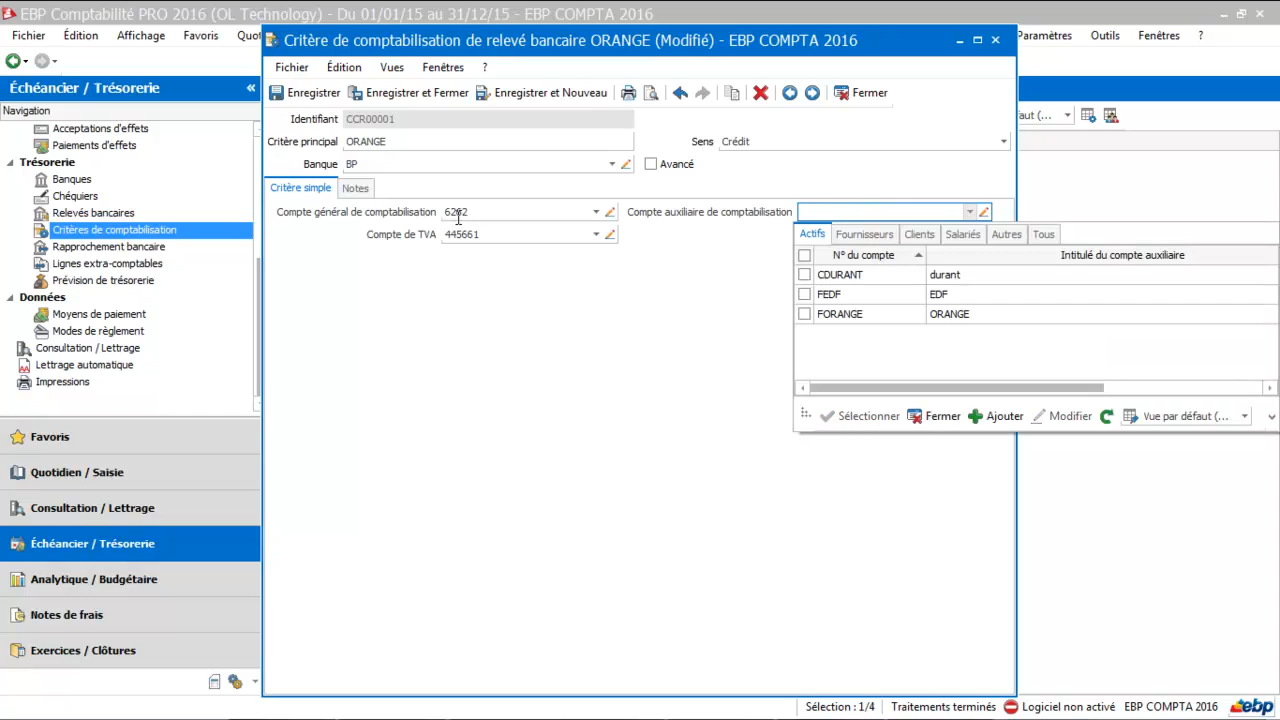 EBP Comptabilité PRO 2016 (OL Technology) - Du 01/01/15 au 31/12/15 - EBP COMPTA 2016
Fichier Édition Affichage Favoris Quot
Paramètres Outils Fenêtres ?
Échéancier / Trésorerie «
Navigation
Acceptations d'effets
Paiements d'effets
Trésorerie
Banques
Chéquiers
Relevés bancaires
Critères de comptabilisation
Rapprochement bancaire
Lignes extra-comptables
Prévision de trésorerie
Données
Moyens de paiement
Modes de règlement
Consultation / Lettrage
Lettrage automatique
Impressions
Favoris
Quotidien / Saisie
Consultation / Lettrage
Échéancier / Trésorerie
Analytique / Budgétaire
Notes de frais
Exercices / Clôtures
Critère de comptabilisation de relevé bancaire ORANGE (Modifié) - EBP COMPTA 2016
Fichier Édition Vues Fenêtres ?
Enregistrer Enregistrer et Fermer Enregistrer et Nouveau Fermer
Identifiant CCR00001
Critère principal ORANGE Sens Crédit
Banque BP Avancé
Critère simple Notes
Compte général de comptabilisation 6262 Compte auxiliaire de comptabilisation
Compte de TVA 445661
Actifs Fournisseurs Clients Salariés Autres Tous
N° du compte Intitulé du compte auxiliaire
CDURANT durant
FEDF EDF
FORANGE ORANGE
Sélectionner Fermer Ajouter Modifier Vue par défaut (...
aut (...
Sélection : 1/4 Traitements terminés Logiciel non activé EBP COMPTA 2016 ebp